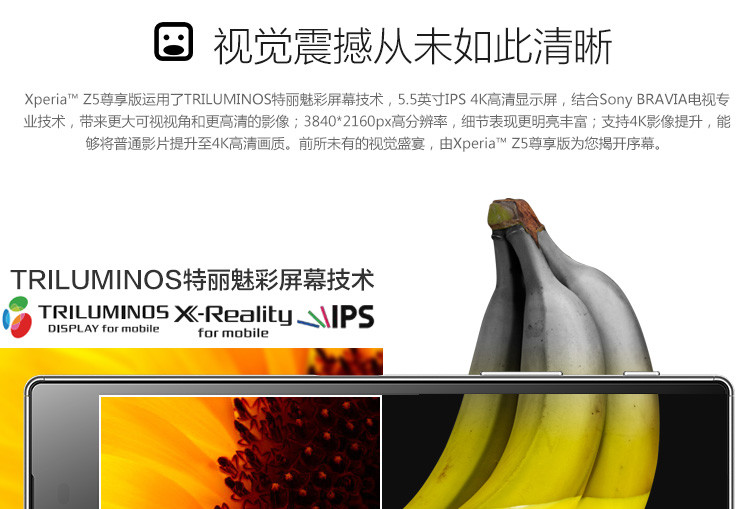 视觉震撼从未如此清晰
Xperia™ Z5尊享版运用了TRILUMINOS特丽魅彩屏幕技术，5.5英寸IPS 4K高清显示屏，结合Sony BRAVIA电视专
业技术，带来更大可视视角和更高清的影像；3840*2160px高分辨率，细节表现更明亮丰富；支持4K影像提升，能
够将普通影片提升至4K高清画质。前所未有的视觉盛宴，由Xperia™ Z5尊享版为您揭开序幕。
TRILUMINOS特丽魅彩屏幕技术
TRILUMINOS
DISPLAY for mobile
X-Reality
for mobile
IPS